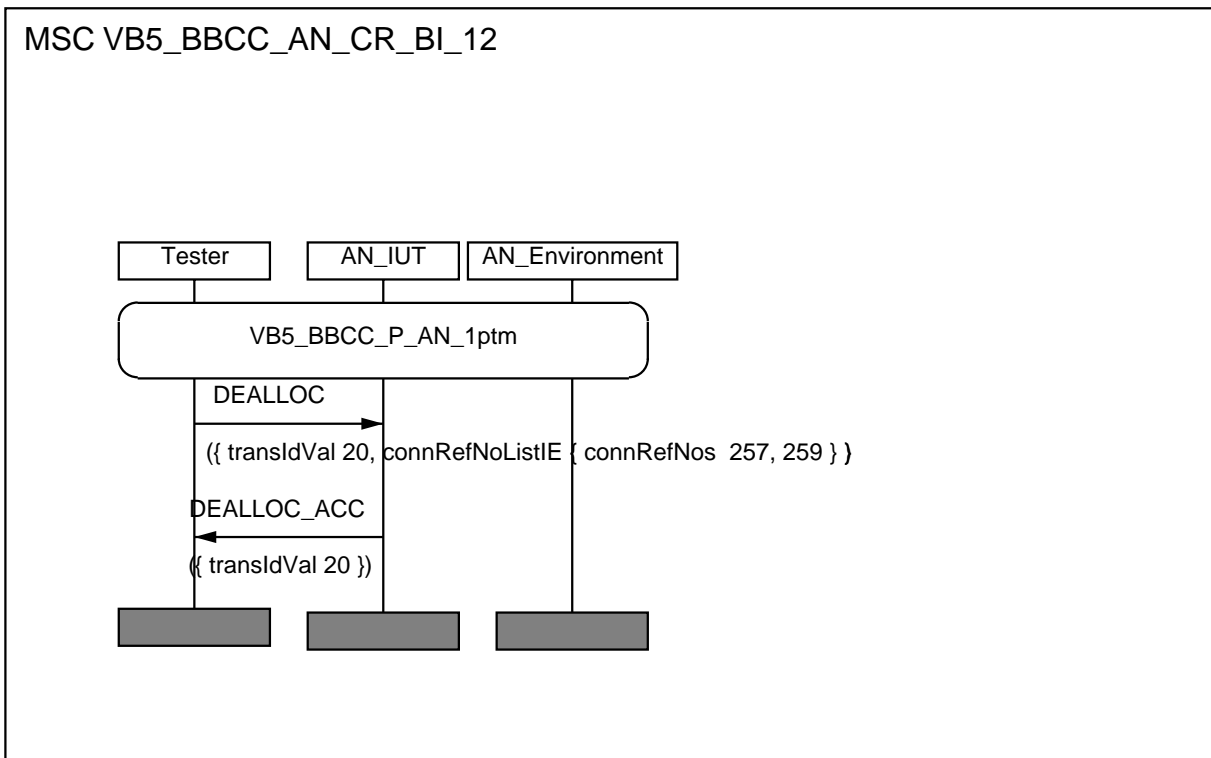 MSC VB5_BBCC_AN_CR_BI_12
Tester AN_IUT AN_Environment
VB5_BBCC_P_AN_1ptm
DEALLOC
({ transIdVal 20, connRefNoListIE { connRefNos  257, 259 } )
DEALLOC_ACC
({ transIdVal 20 })